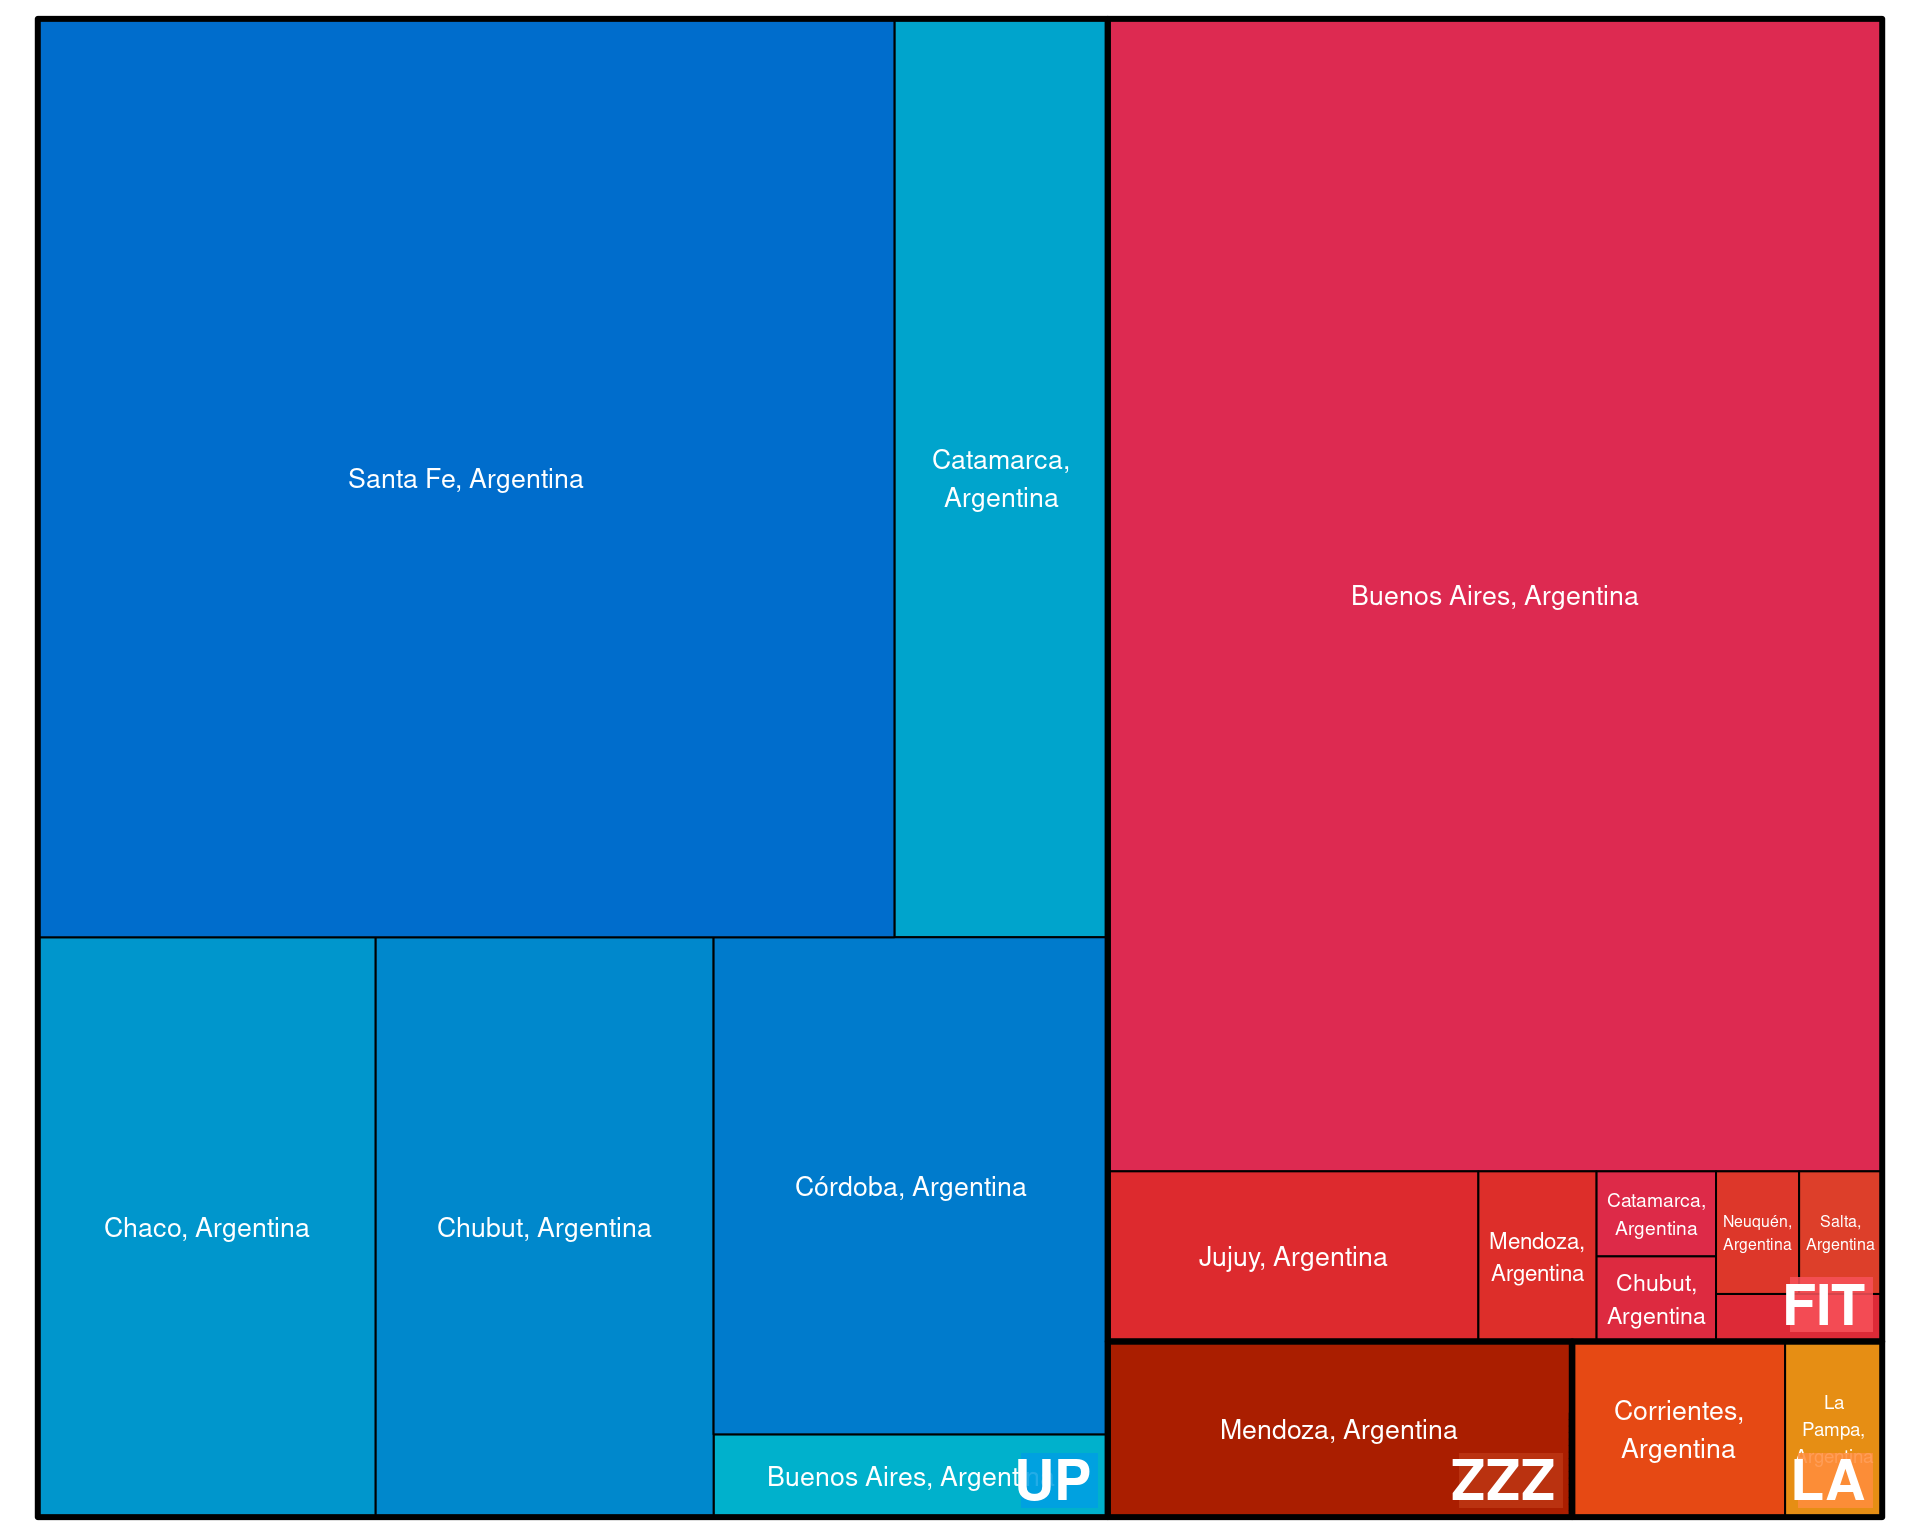 Santa Fe, Argentina
Catamarca,
Argentina
Chaco, Argentina
Chubut, Argentina
Córdoba, Argentina
Buenos Aires, Argentina
UP
Buenos Aires, Argentina
Jujuy, Argentina
Mendoza,
Argentina
Catamarca,
Argentina
Chubut,
Argentina
Neuquén,
Argentina
Salta,
Argentina
FIT
Mendoza, Argentina
ZZZ
Corrientes,
Argentina
La
Pampa,
Argentina
LA